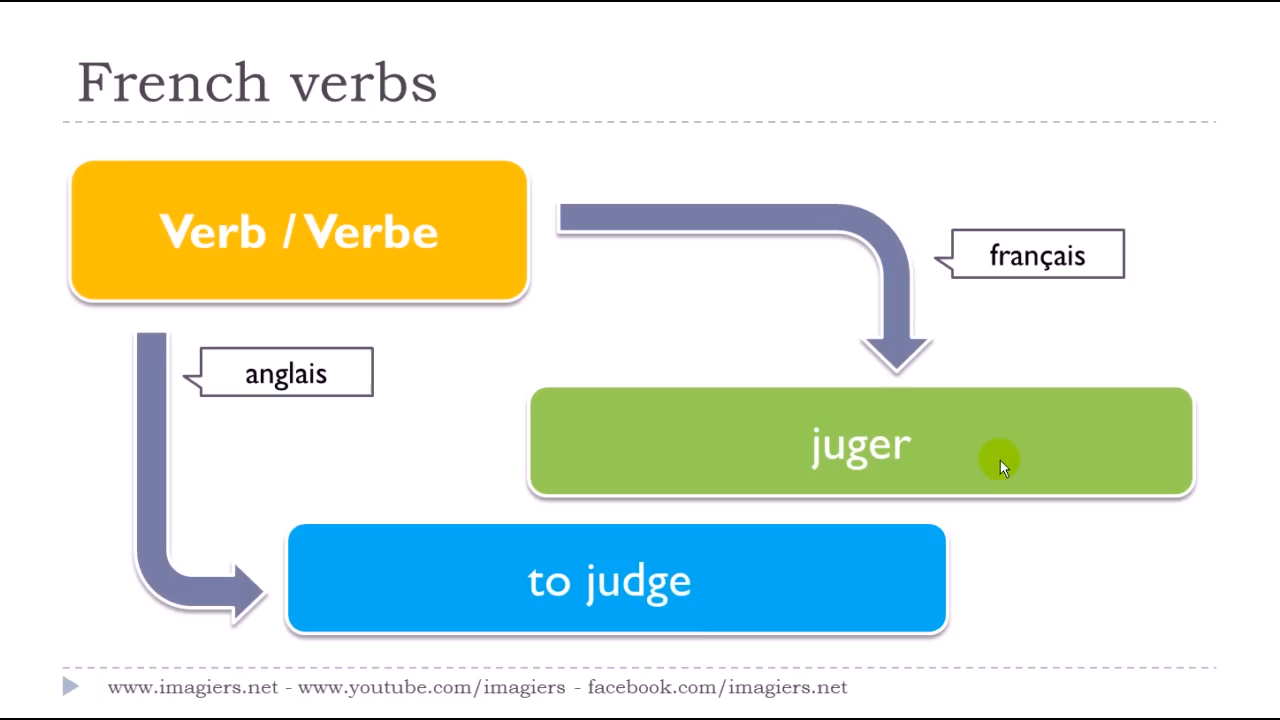 French verbs
Verb / Verbe
français
anglais
juger
to judge
www.imagiers.net - www.youtube.com/imagiers - facebook.com/imagiers.net